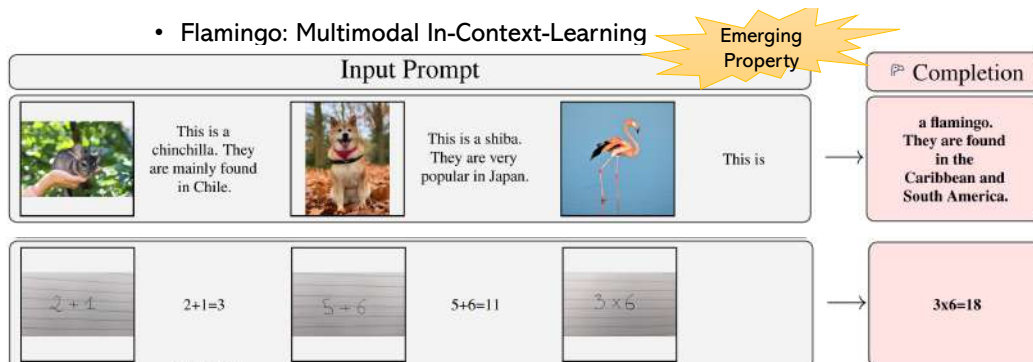 • Flamingo: Multimodal In-Context-Learning
Emerging
Property
Input Prompt
Completion
This is a
chinchilla. They
are mainly found
in Chile.
This is a shiba.
They are very
popular in Japan.
This is
a flamingo.
They are found
in the
Caribbean and
South America.
2+1
2+1=3
5+6
5+6=11
3×6
3x6=18